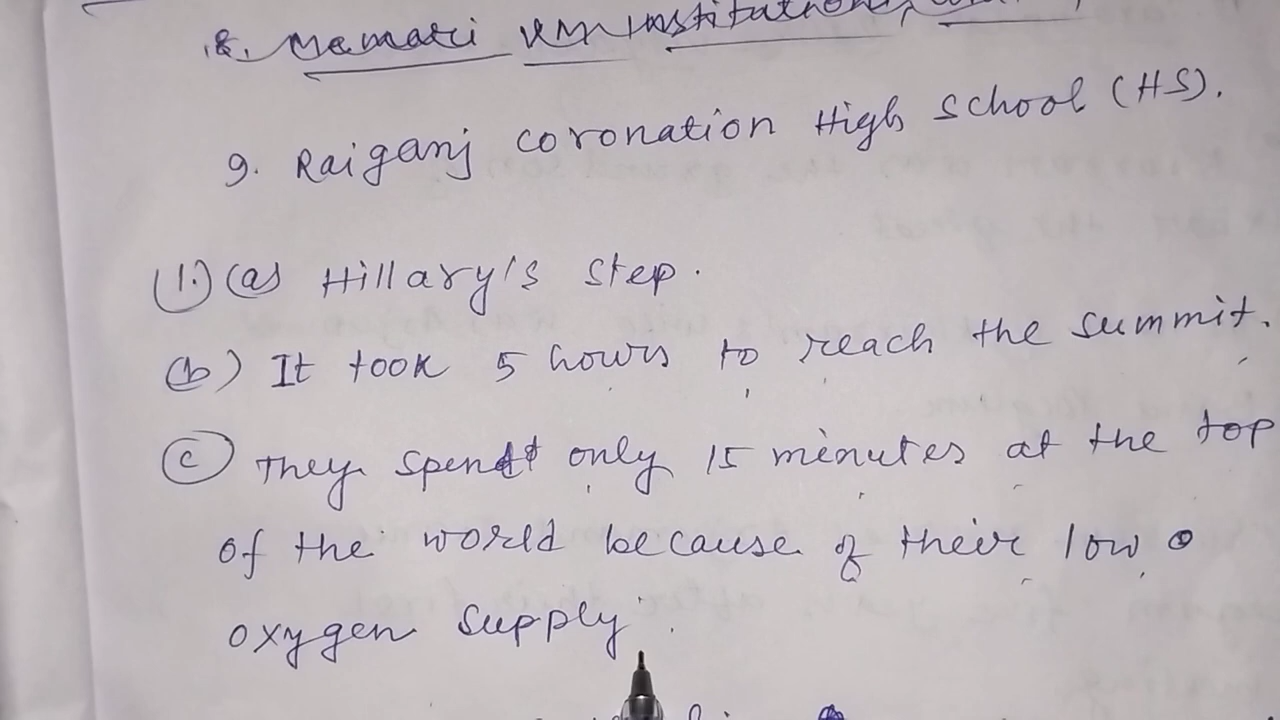 8. Memari VM Institution,
9. Raiganj Coronation High School (HS).
(1.) (a) Hillary's Step.
(b) It took 5 hours to reach the summit.
(c) They spent only 15 minutes at the top
of the world because of their low
oxygen supply.